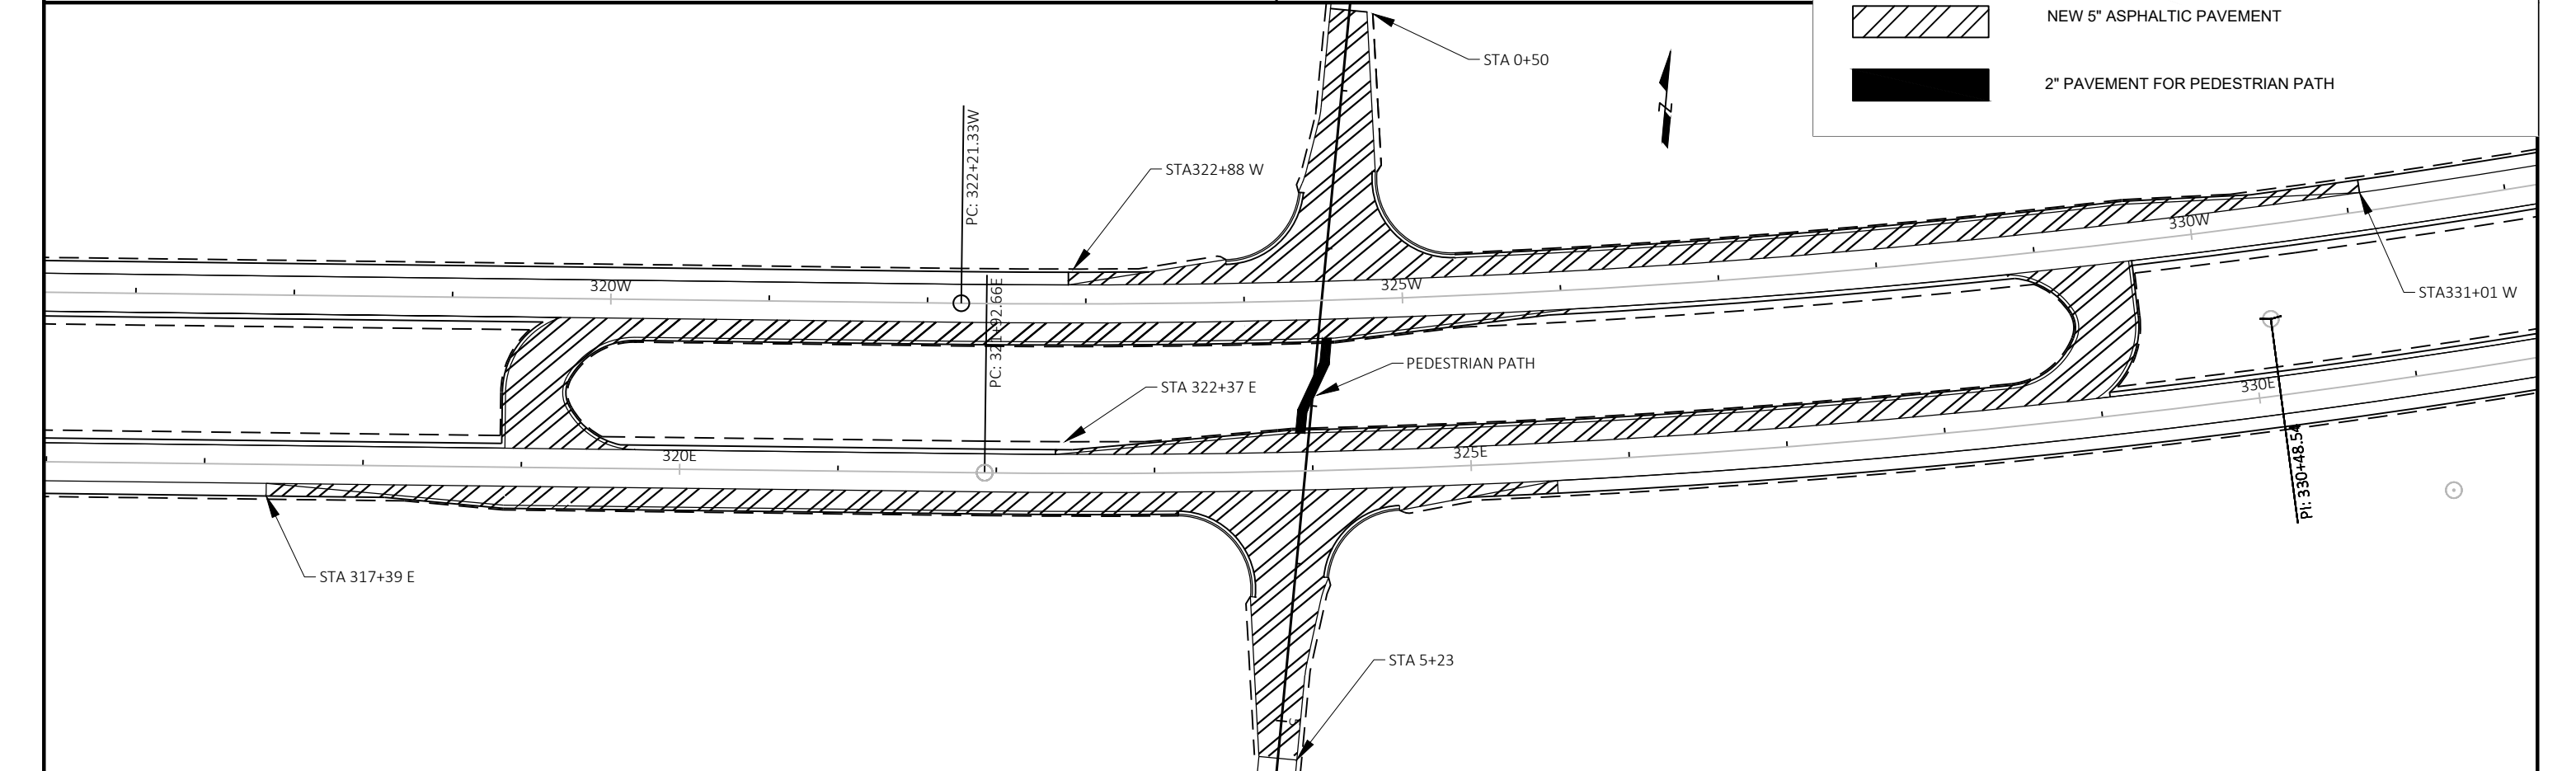 NEW 5" ASPHALTIC PAVEMENT
2" PAVEMENT FOR PEDESTRIAN PATH
STA 0+50
N
PC: 322+21.33W
STA322+88 W
330W
320W
325W
STA331+01 W
PC: 321+92.66E
PEDESTRIAN PATH
STA 322+37 E
330E
320E
325E
PI: 330+48.54
STA 317+39 E
STA 5+23
5